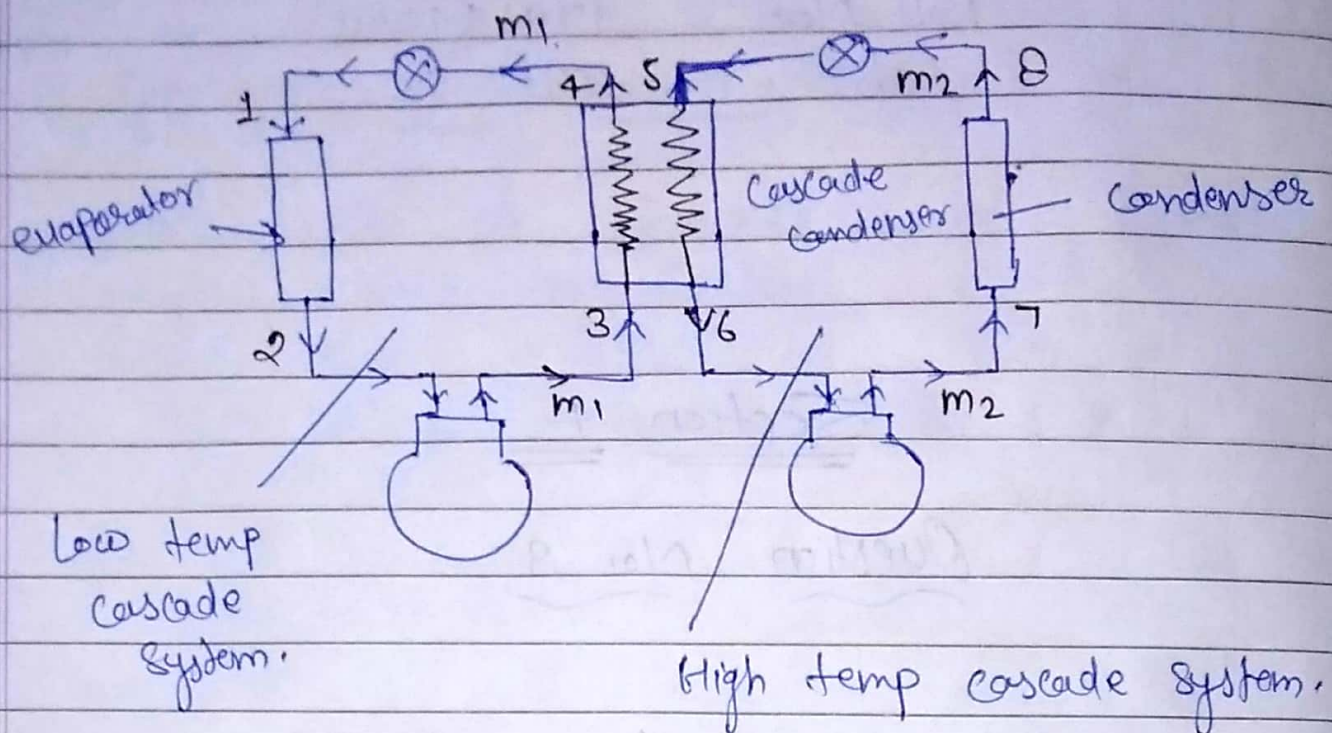 m1
4 5
m2 8
1
evaporator
Cascade
condenser
Condenser
2
3 6 7
m1
m2
Low temp
cascade
system.
High temp cascade system.